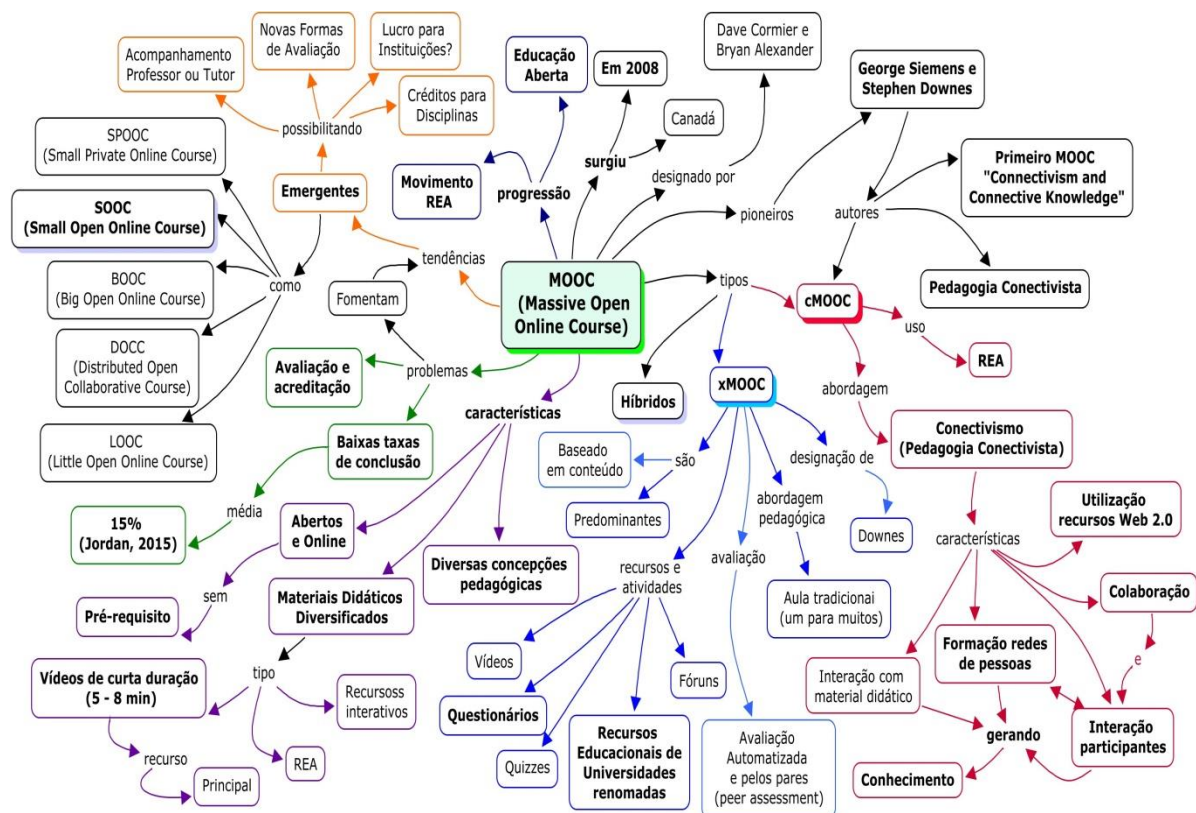 Acompanhamento
Professor ou Tutor
Novas Formas
de Avaliação
Lucro para
Instituições?
Créditos para
Disciplinas
possibilitando
Emergentes
tendências
como
SPOOC
(Small Private Online Course)
SOOC
(Small Open Online Course)
BOOC
(Big Open Online Course)
DOCC
(Distributed Open
Collaborative Course)
LOOC
(Little Open Online Course)
Educação
Aberta
Movimento
REA
progressão
Em 2008
Canadá
surgiu
Dave Cormier e
Bryan Alexander
designado por
George Siemens e
Stephen Downes
pioneiros
autores
Primeiro MOOC
"Connectivism and
Connective Knowledge"
Pedagogia Conectivista
MOOC
(Massive Open
Online Course)
Fomentam
problemas
Avaliação e
acreditação
Baixas taxas
de conclusão
média
15%
(Jordan, 2015)
características
Abertos
e Online
sem
Pré-requisito
Materiais Didáticos
Diversificados
Diversas concepções
pedagógicas
tipo
Vídeos de curta duração
(5 - 8 min)
recurso
Principal
REA
Recursoss
interativos
tipos
Híbridos
xMOOC
são
Baseado
em conteúdo
Predominantes
recursos e
atividades
Vídeos
Questionários
Quizzes
Recursos
Educacionais de
Universidades
renomadas
Fóruns
avaliação
Avaliação
Automatizada
e pelos pares
(peer assessment)
abordagem
pedagógica
Aula tradicionai
(um para muitos)
designação de
Downes
cMOOC
uso
REA
abordagem
Conectivismo
(Pedagogia Conectivista)
características
Utilização
recursos Web 2.0
Colaboração
e
Interação
participantes
Formação redes
de pessoas
Interação com
material didático
gerando
Conhecimento